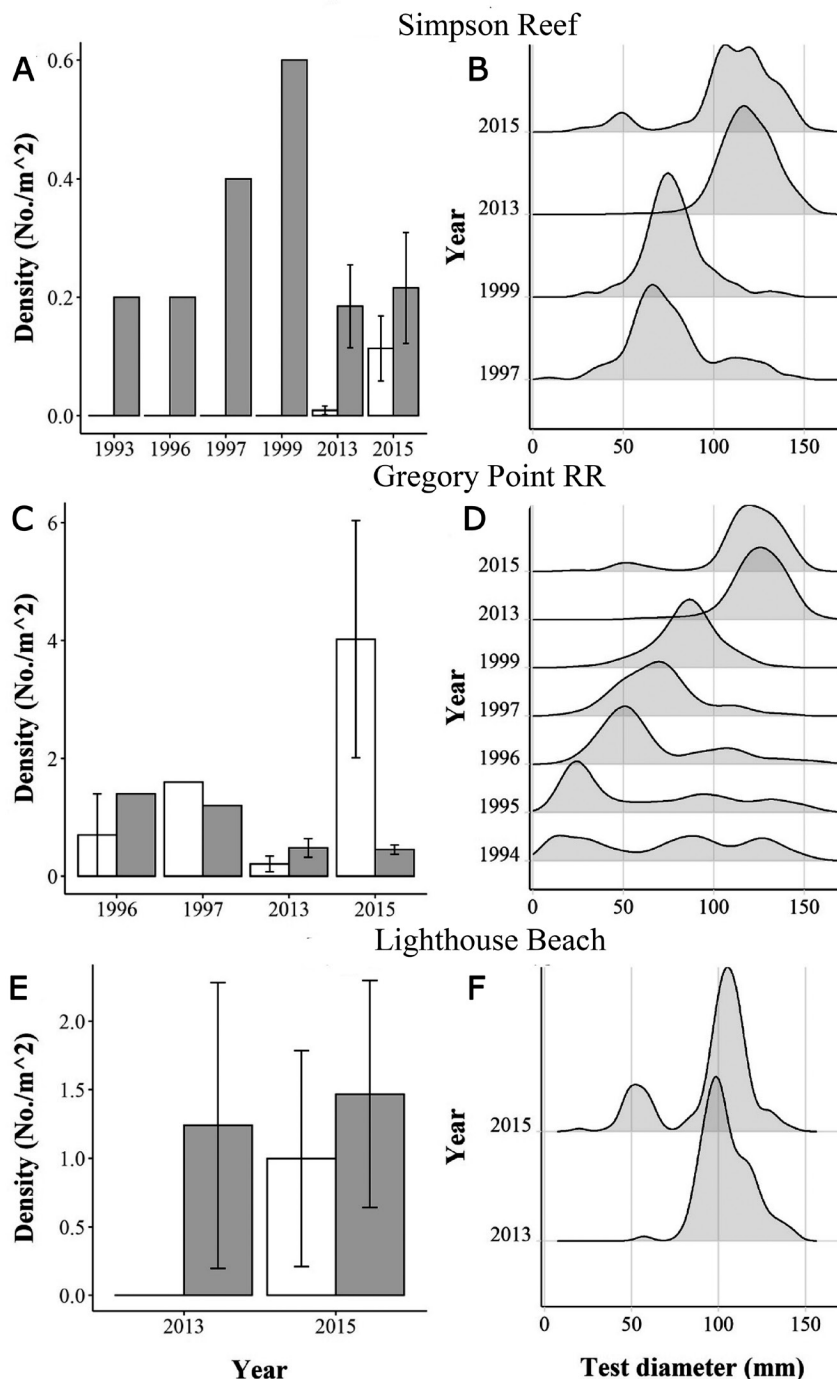 Simpson Reef
A
B
Density (No./m^2)
0.6
0.4
0.2
0.0
1993 1996 1997 1999 2013 2015
Year
2015
2013
1999
1997
0 50 100 150
Gregory Point RR
C
D
Density (No./m^2)
6
4
2
0
1996 1997 2013 2015
Year
2015
2013
1999
1997
1996
1995
1994
0 50 100 150
Lighthouse Beach
E
F
Density (No./m^2)
2.0
1.5
1.0
0.5
0.0
2013 2015
Year
Year
2015
2013
0 50 100 150
Test diameter (mm)